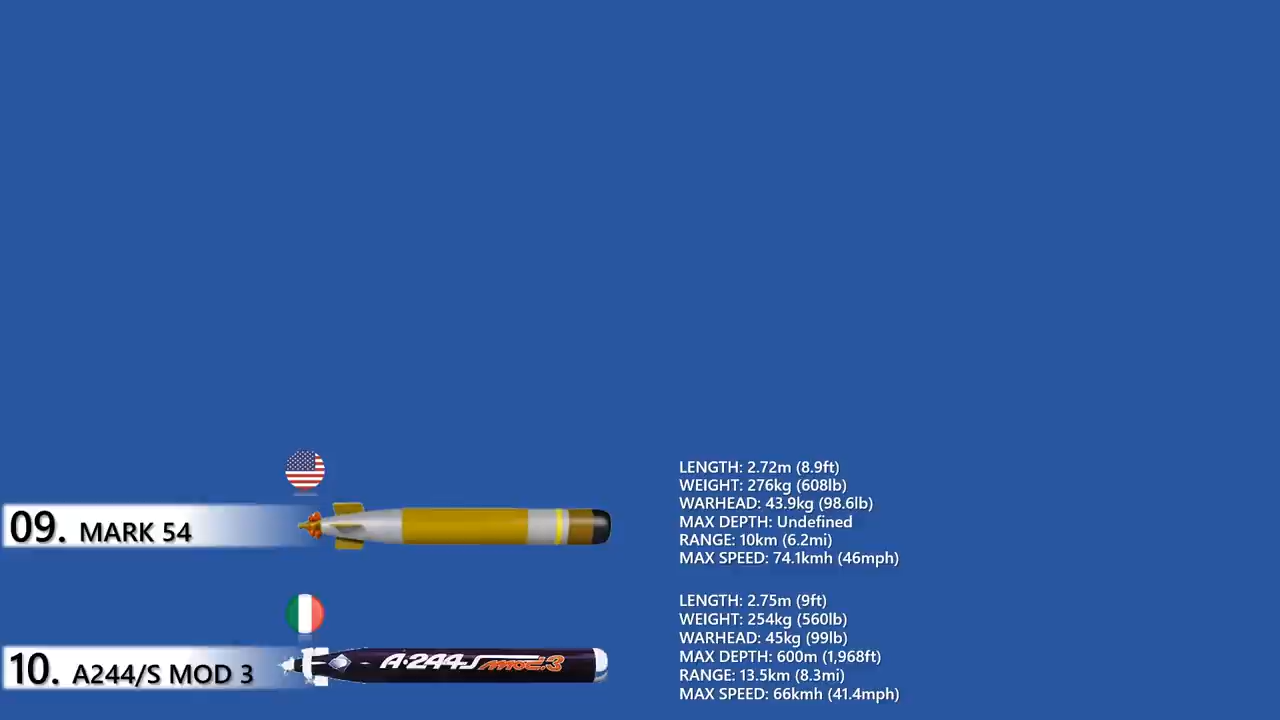 LENGTH: 2.72m (8.9ft)
WEIGHT: 276kg (608lb)
WARHEAD: 43.9kg (98.6lb)
MAX DEPTH: Undefined
RANGE: 10km (6.2mi)
MAX SPEED: 74.1kmh (46mph)
09. MARK 54
LENGTH: 2.75m (9ft)
WEIGHT: 254kg (560lb)
WARHEAD: 45kg (99lb)
MAX DEPTH: 600m (1,968ft)
RANGE: 13.5km (8.3mi)
MAX SPEED: 66kmh (41.4mph)
10. A244/S MOD 3
A·244S mod.3